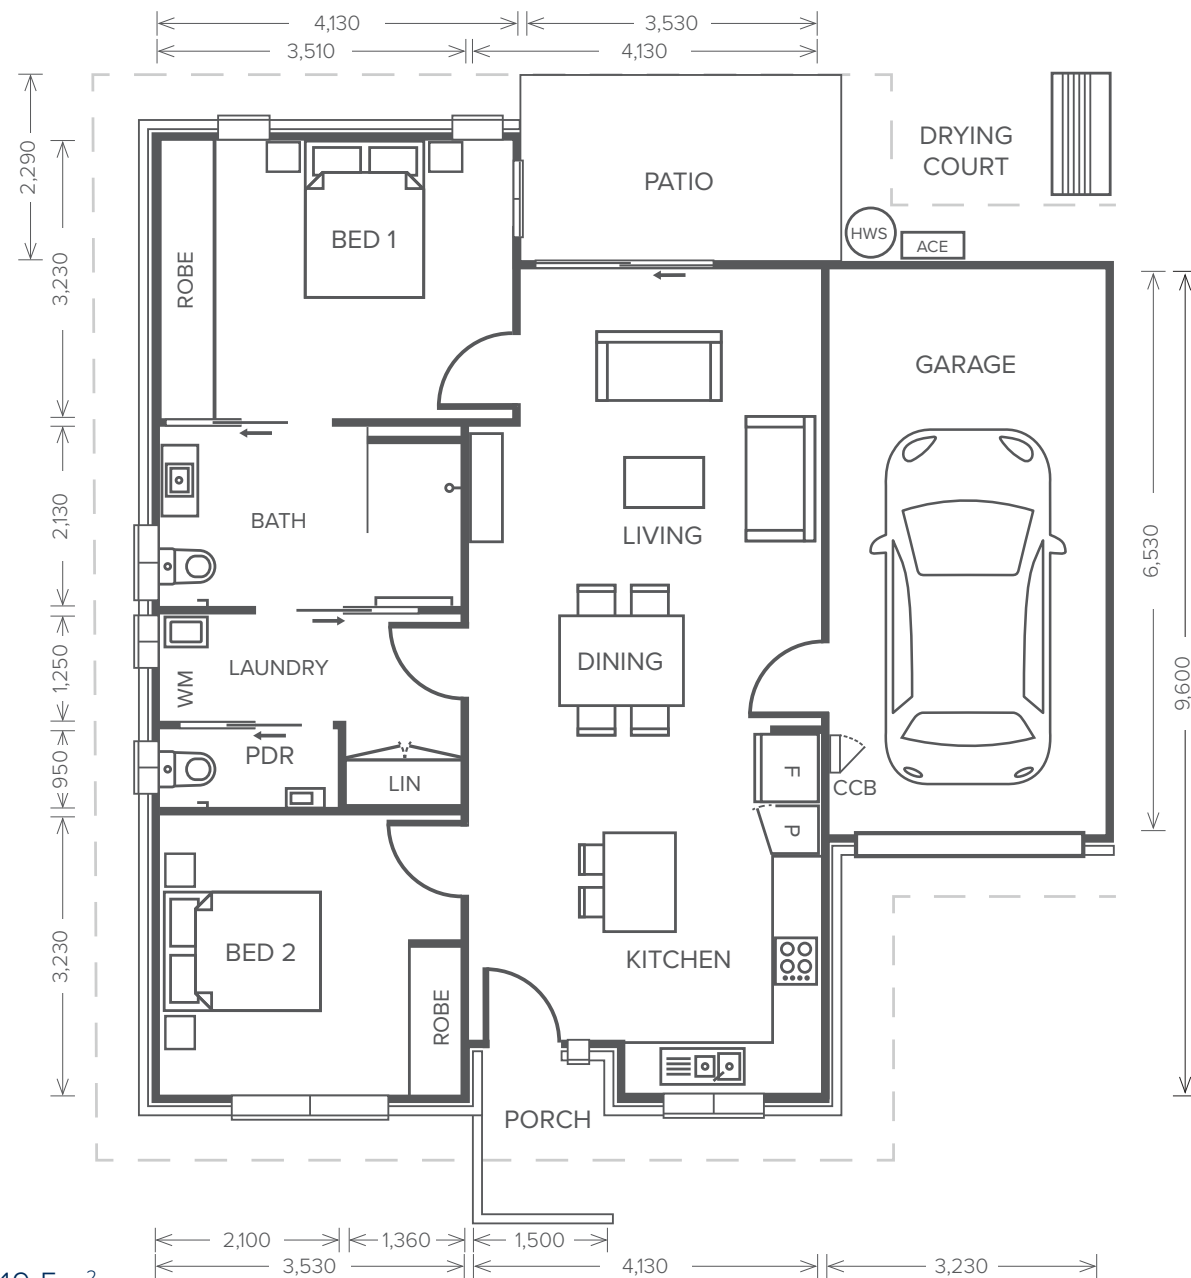 4,130
3,530
3,510
4,130
2,290
3,230
2,130
1,250
950
3,230
DRYING
COURT
PATIO
HWS
ACE
BED 1
ROBE
GARAGE
BATH
LIVING
6,530
9,600
DINING
LAUNDRY
WM
PDR
LIN
F
CCB
P
BED 2
KITCHEN
ROBE
PORCH
2,100
1,360
1,500
3,530
4,130
3,230